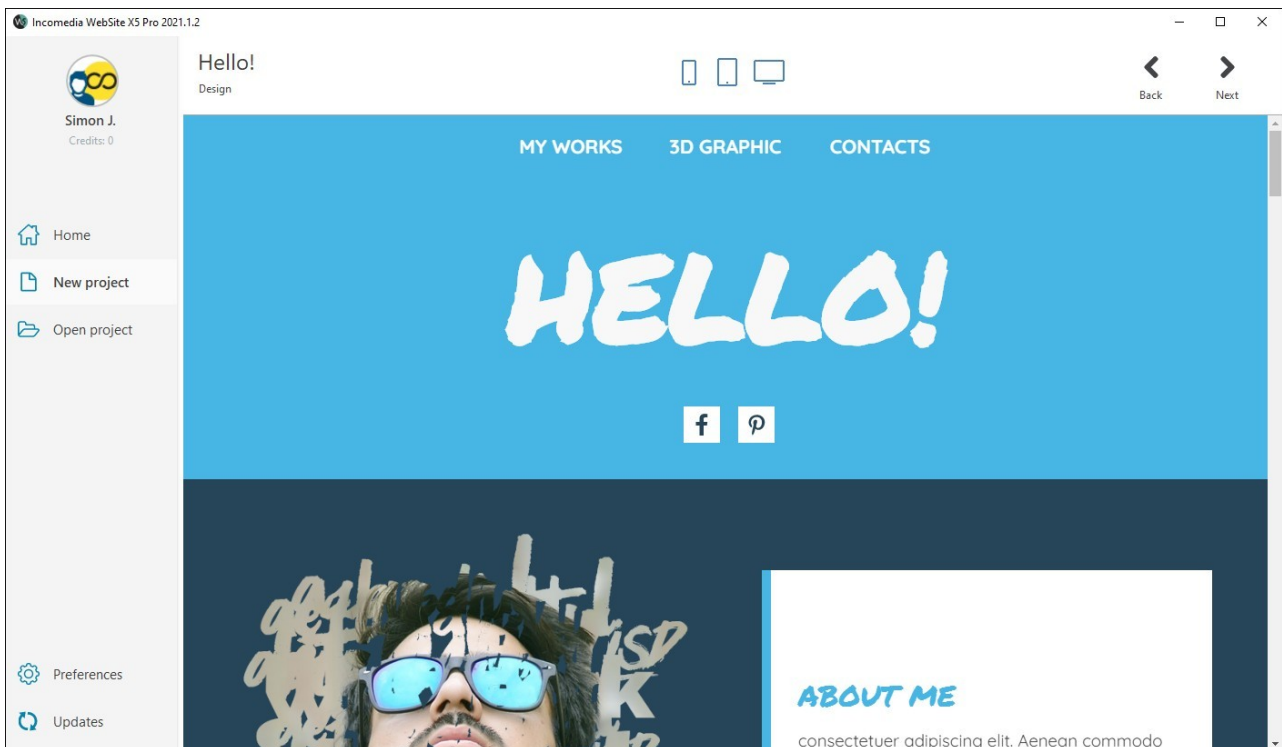 Incomedia WebSite X5 Pro 2021.1.2
Simon J.
Credits: 0
Home
New project
Open project
Preferences
Updates
Hello!
Design
Back
Next
MY WORKS 3D GRAPHIC CONTACTS
HELLO!
ABOUT ME
consectetuer adipiscing elit. Aenean commodo